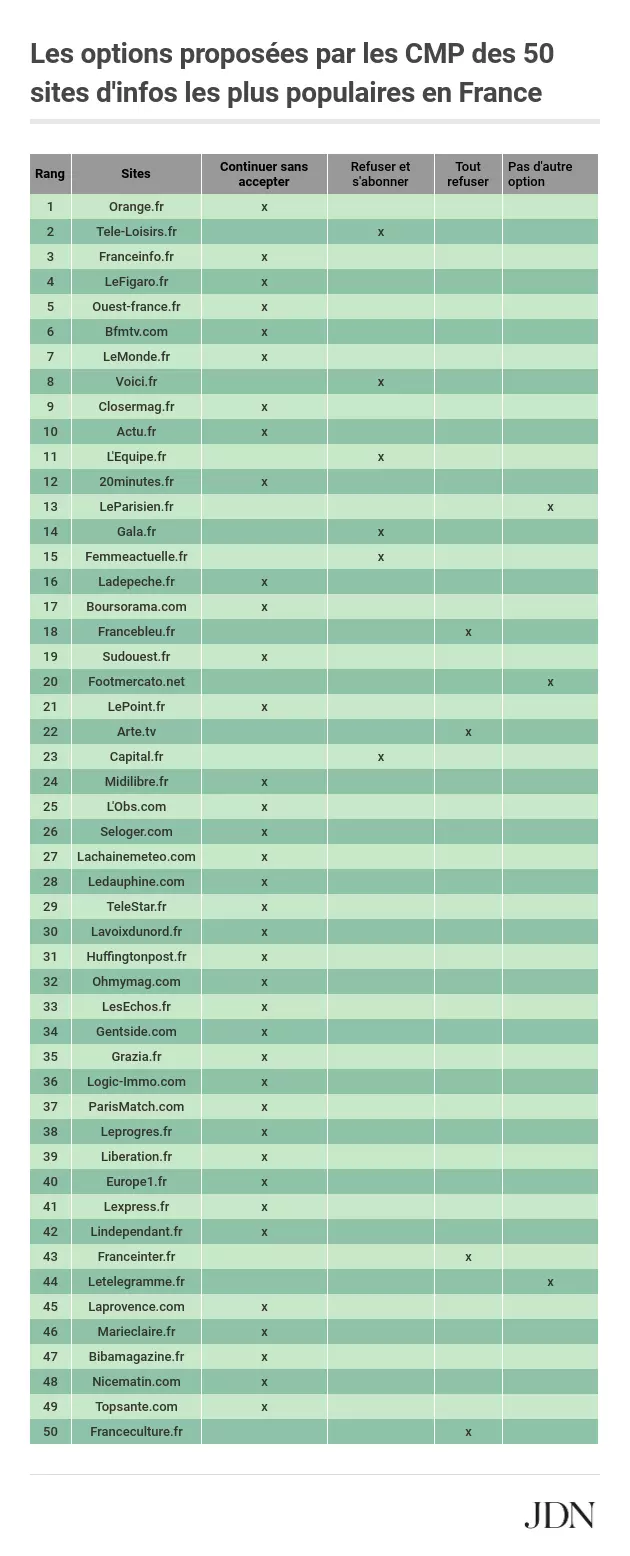 Les options proposées par les CMP des 50
sites d'infos les plus populaires en France
Rang Sites Continuer sans accepter Refuser et s'abonner Tout refuser Pas d'autre option
1 Orange.fr x
2 Tele-Loisirs.fr x
3 Franceinfo.fr x
4 LeFigaro.fr x
5 Ouest-france.fr x
6 Bfmtv.com x
7 LeMonde.fr x
8 Voici.fr x
9 Closermag.fr x
10 Actu.fr x
11 L'Equipe.fr x
12 20minutes.fr x
13 LeParisien.fr x
14 Gala.fr x
15 Femmeactuelle.fr x
16 Ladepeche.fr x
17 Boursorama.com x
18 Francebleu.fr x
19 Sudouest.fr x
20 Footmercato.net x
21 LePoint.fr x
22 Arte.tv x
23 Capital.fr x
24 Midilibre.fr x
25 L'Obs.com x
26 Seloger.com x
27 Lachainemeteo.com x
28 Ledauphine.com x
29 TeleStar.fr x
30 Lavoixdunord.fr x
31 Huffingtonpost.fr x
32 Ohmymag.com x
33 LesEchos.fr x
34 Gentside.com x
35 Grazia.fr x
36 Logic-Immo.com x
37 ParisMatch.com x
38 Leprogres.fr x
39 Liberation.fr x
40 Europe1.fr x
41 Lexpress.fr x
42 Lindependant.fr x
43 Franceinter.fr x
44 Letelegramme.fr x
45 Laprovence.com x
46 Marieclaire.fr x
47 Bibamagazine.fr x
48 Nicematin.com x
49 Topsante.com x
50 Franceculture.fr x
JDN